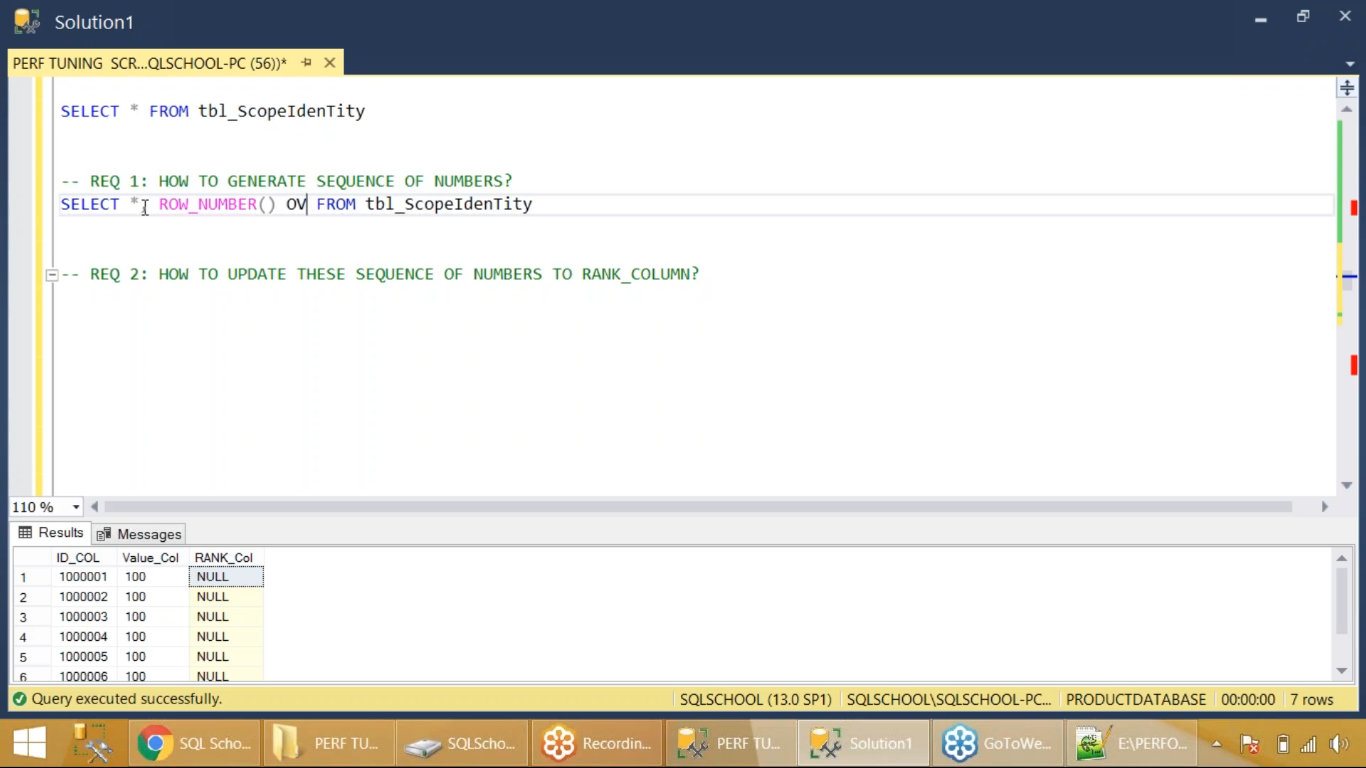 Solution1
PERF TUNING SCR...QLSCHOOL-PC (56))*
SELECT * FROM tbl_ScopeIdenTity
-- REQ 1: HOW TO GENERATE SEQUENCE OF NUMBERS?
SELECT *, ROW_NUMBER() OV FROM tbl_ScopeIdenTity
-- REQ 2: HOW TO UPDATE THESE SEQUENCE OF NUMBERS TO RANK_COLUMN?
110 %
Results Messages
ID_COL Value_Col RANK_Col
1 1000001 100 NULL
2 1000002 100 NULL
3 1000003 100 NULL
4 1000004 100 NULL
5 1000005 100 NULL
6 1000006 100 NULL
Query executed successfully. SQLSCHOOL (13.0 SP1) SQLSCHOOL\SQLSCHOOL-PC... PRODUCTDATABASE 00:00:00 7 rows
SQL Scho... PERF TU... SQLScho... Recordin... PERF TU... Solution1 GoToWe... E:\PERFO...